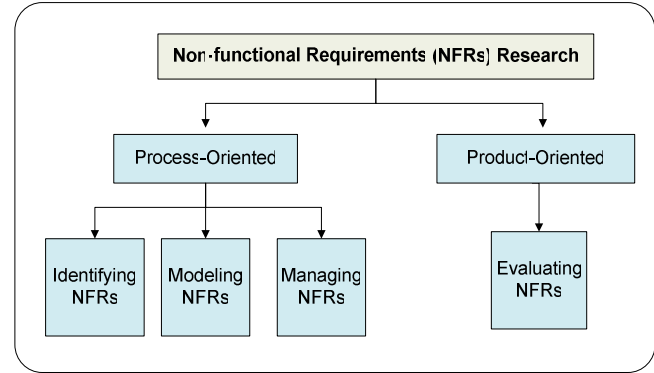 Non-functional Requirements (NFRs) Research
Process-Oriented
Product-Oriented
Identifying
NFRs
Modeling
NFRs
Managing
NFRs
Evaluating
NFRs